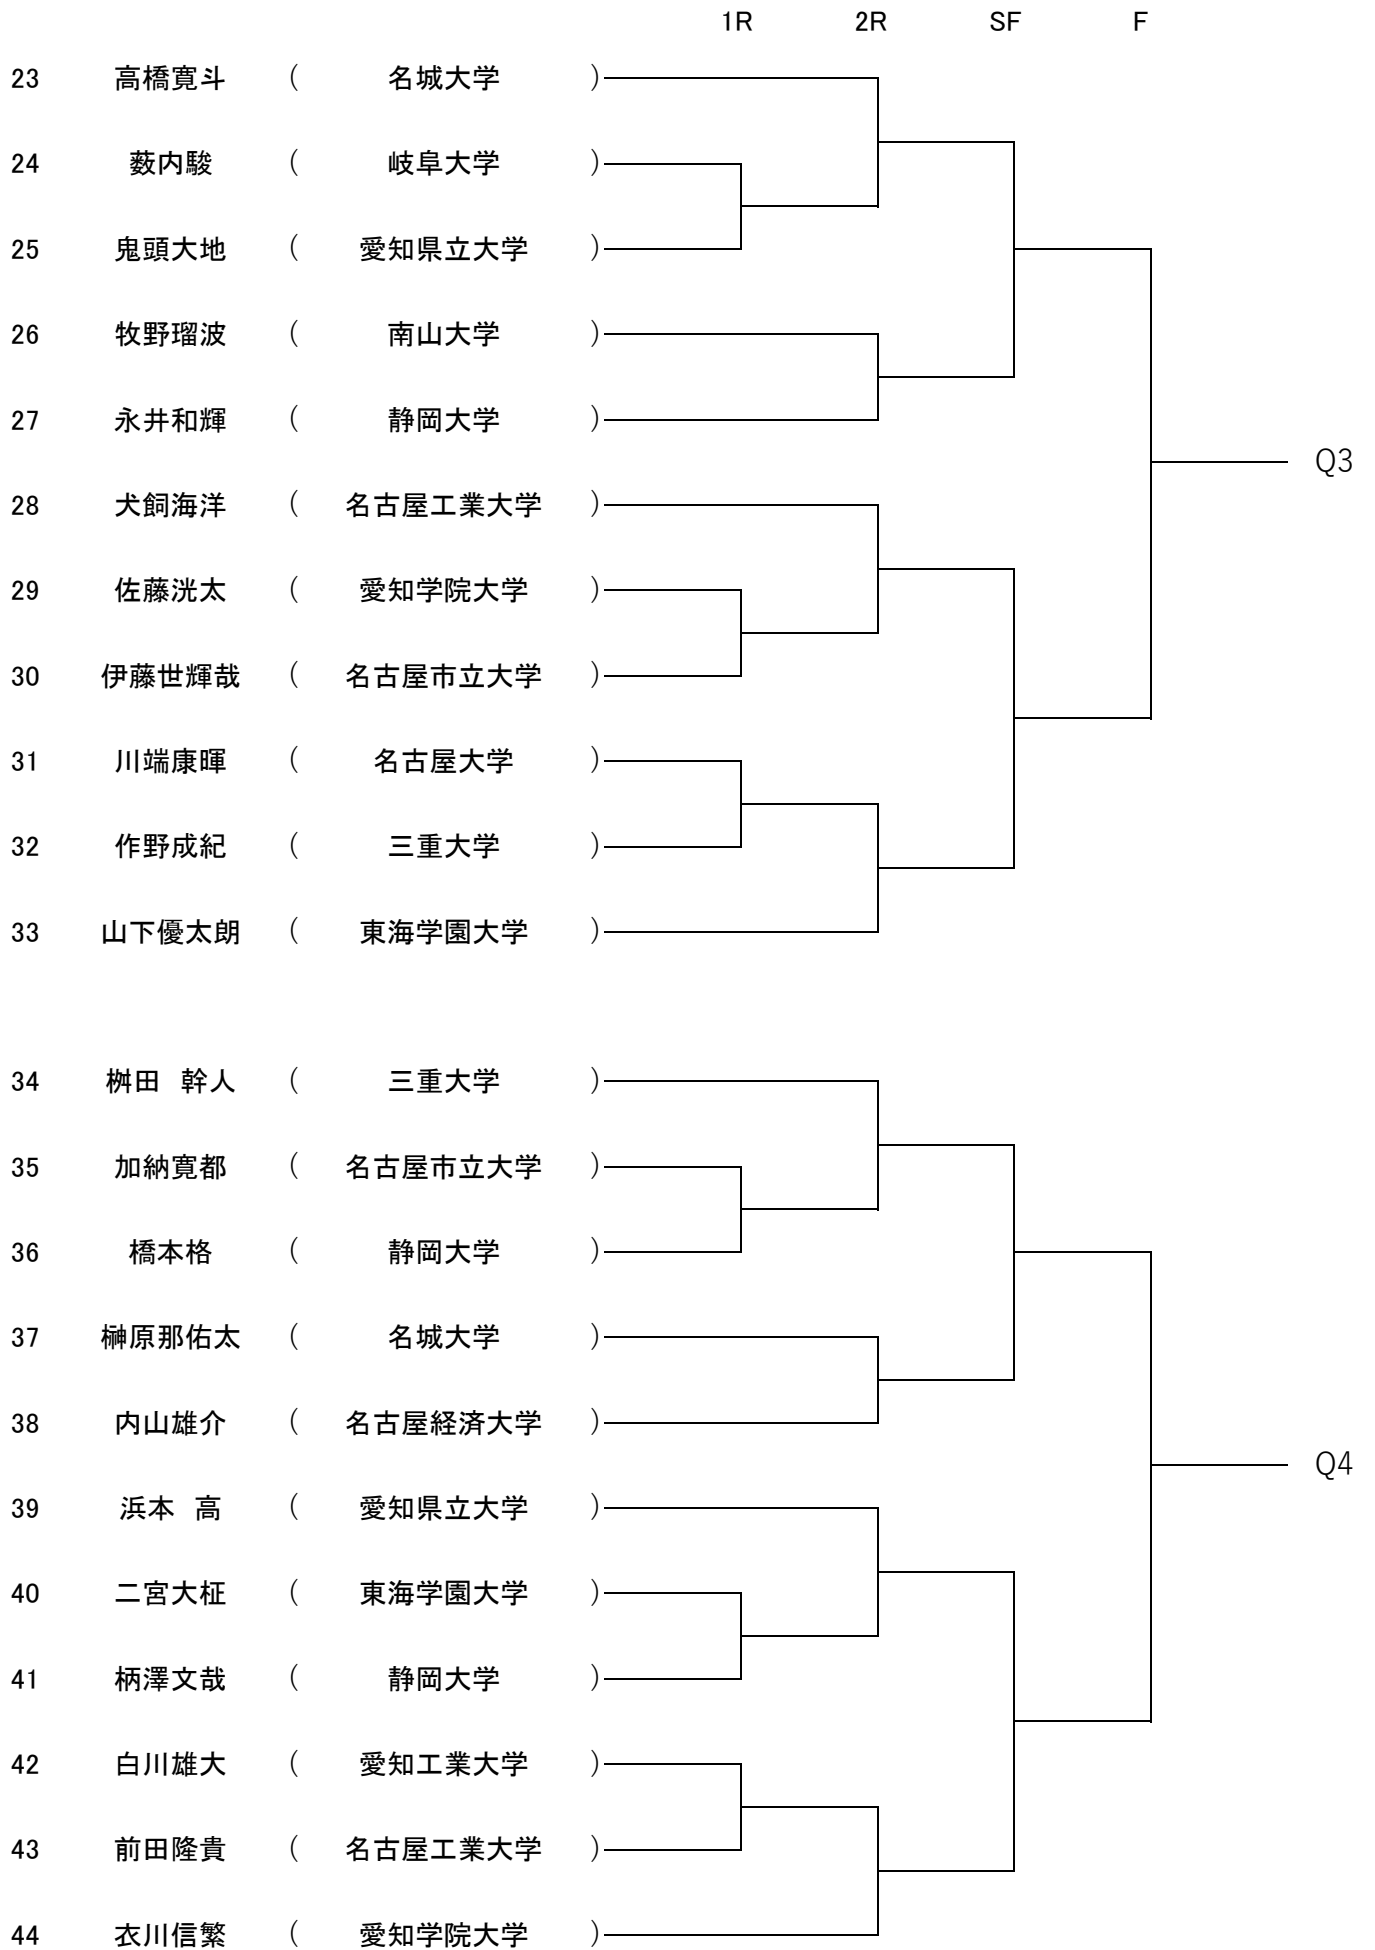 1R 2R SF F
23 高橋寛斗 ( 名城大学 )
24 薮内駿 ( 岐阜大学 )
25 鬼頭大地 ( 愛知県立大学 )
26 牧野瑠波 ( 南山大学 )
27 永井和輝 ( 静岡大学 )
Q3
28 犬飼海洋 ( 名古屋工業大学 )
29 佐藤洸太 ( 愛知学院大学 )
30 伊藤世輝哉 ( 名古屋市立大学 )
31 川端康暉 ( 名古屋大学 )
32 作野成紀 ( 三重大学 )
33 山下優太朗 ( 東海学園大学 )
34 桝田　幹人 ( 三重大学 )
35 加納寛都 ( 名古屋市立大学 )
36 橋本格 ( 静岡大学 )
37 榊原那佑太 ( 名城大学 )
38 内山雄介 ( 名古屋経済大学 )
Q4
39 浜本　高 ( 愛知県立大学 )
40 二宮大柾 ( 東海学園大学 )
41 柄澤文哉 ( 静岡大学 )
42 白川雄大 ( 愛知工業大学 )
43 前田隆貴 ( 名古屋工業大学 )
44 衣川信繁 ( 愛知学院大学 )